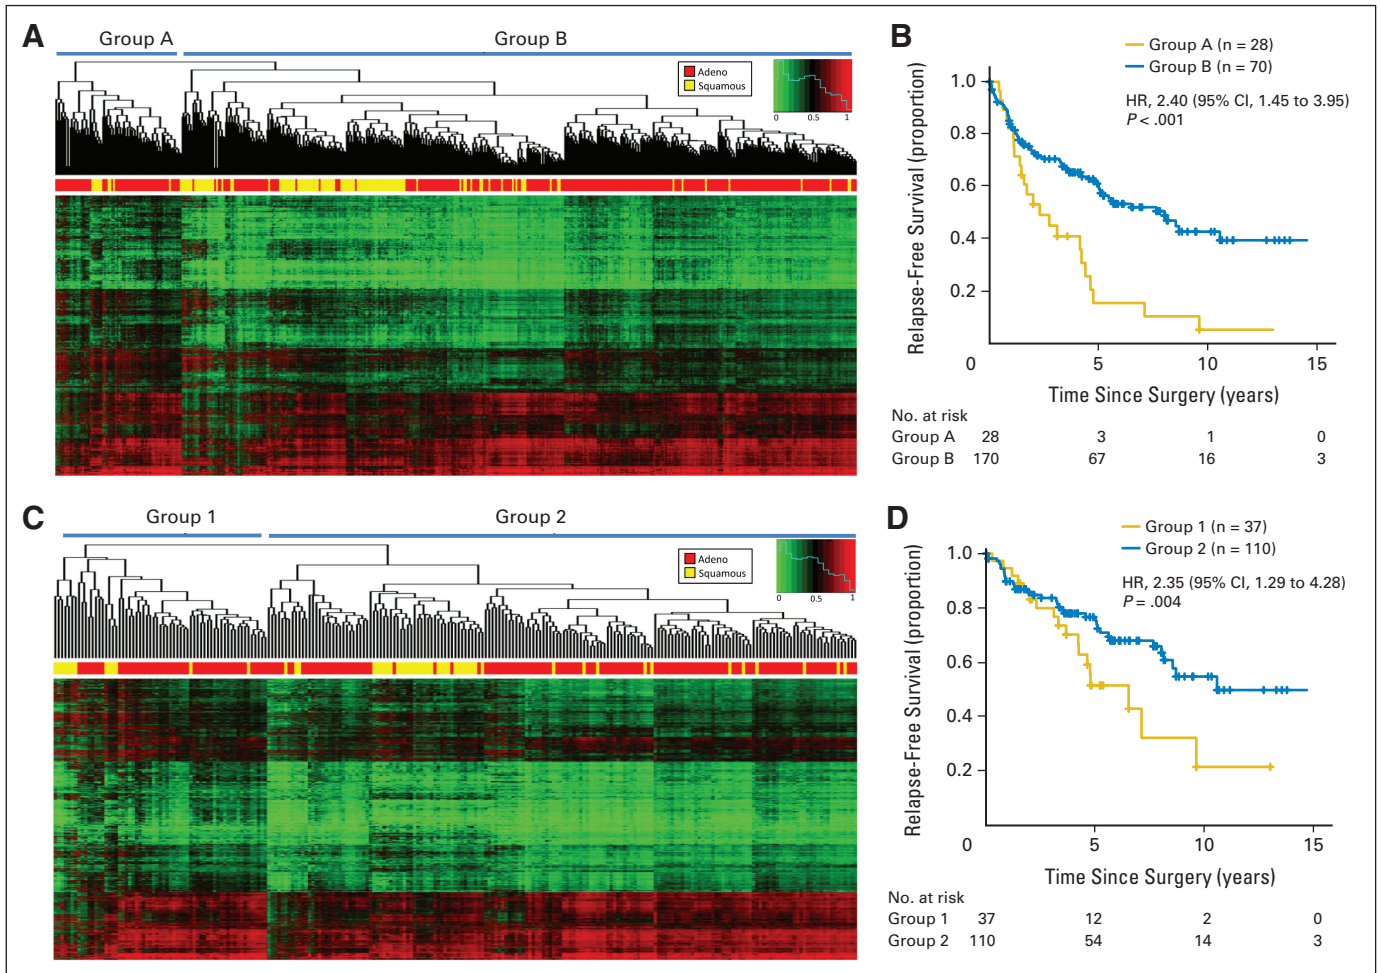 A
Group A
Group B
Adeno
Squamous
0
0.5
1
B
Group A (n = 28)
Group B (n = 70)
HR, 2.40 (95% CI, 1.45 to 3.95)
P < .001
Relapse-Free Survival (proportion)
1.0
0.8
0.6
0.4
0.2
0
5
10
15
Time Since Surgery (years)
No. at risk
Group A 28 3 1 0
Group B 170 67 16 3
C
Group 1
Group 2
Adeno
Squamous
0
0.5
1
D
Group 1 (n = 37)
Group 2 (n = 110)
HR, 2.35 (95% CI, 1.29 to 4.28)
P = .004
Relapse-Free Survival (proportion)
1.0
0.8
0.6
0.4
0.2
0
5
10
15
Time Since Surgery (years)
No. at risk
Group 1 37 12 2 0
Group 2 110 54 14 3